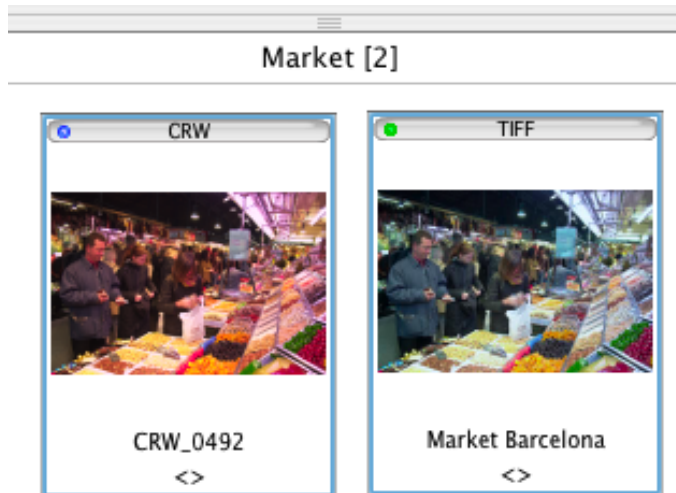 Market [2]
CRW
TIFF
CRW_0492
Market Barcelona
<>
<>